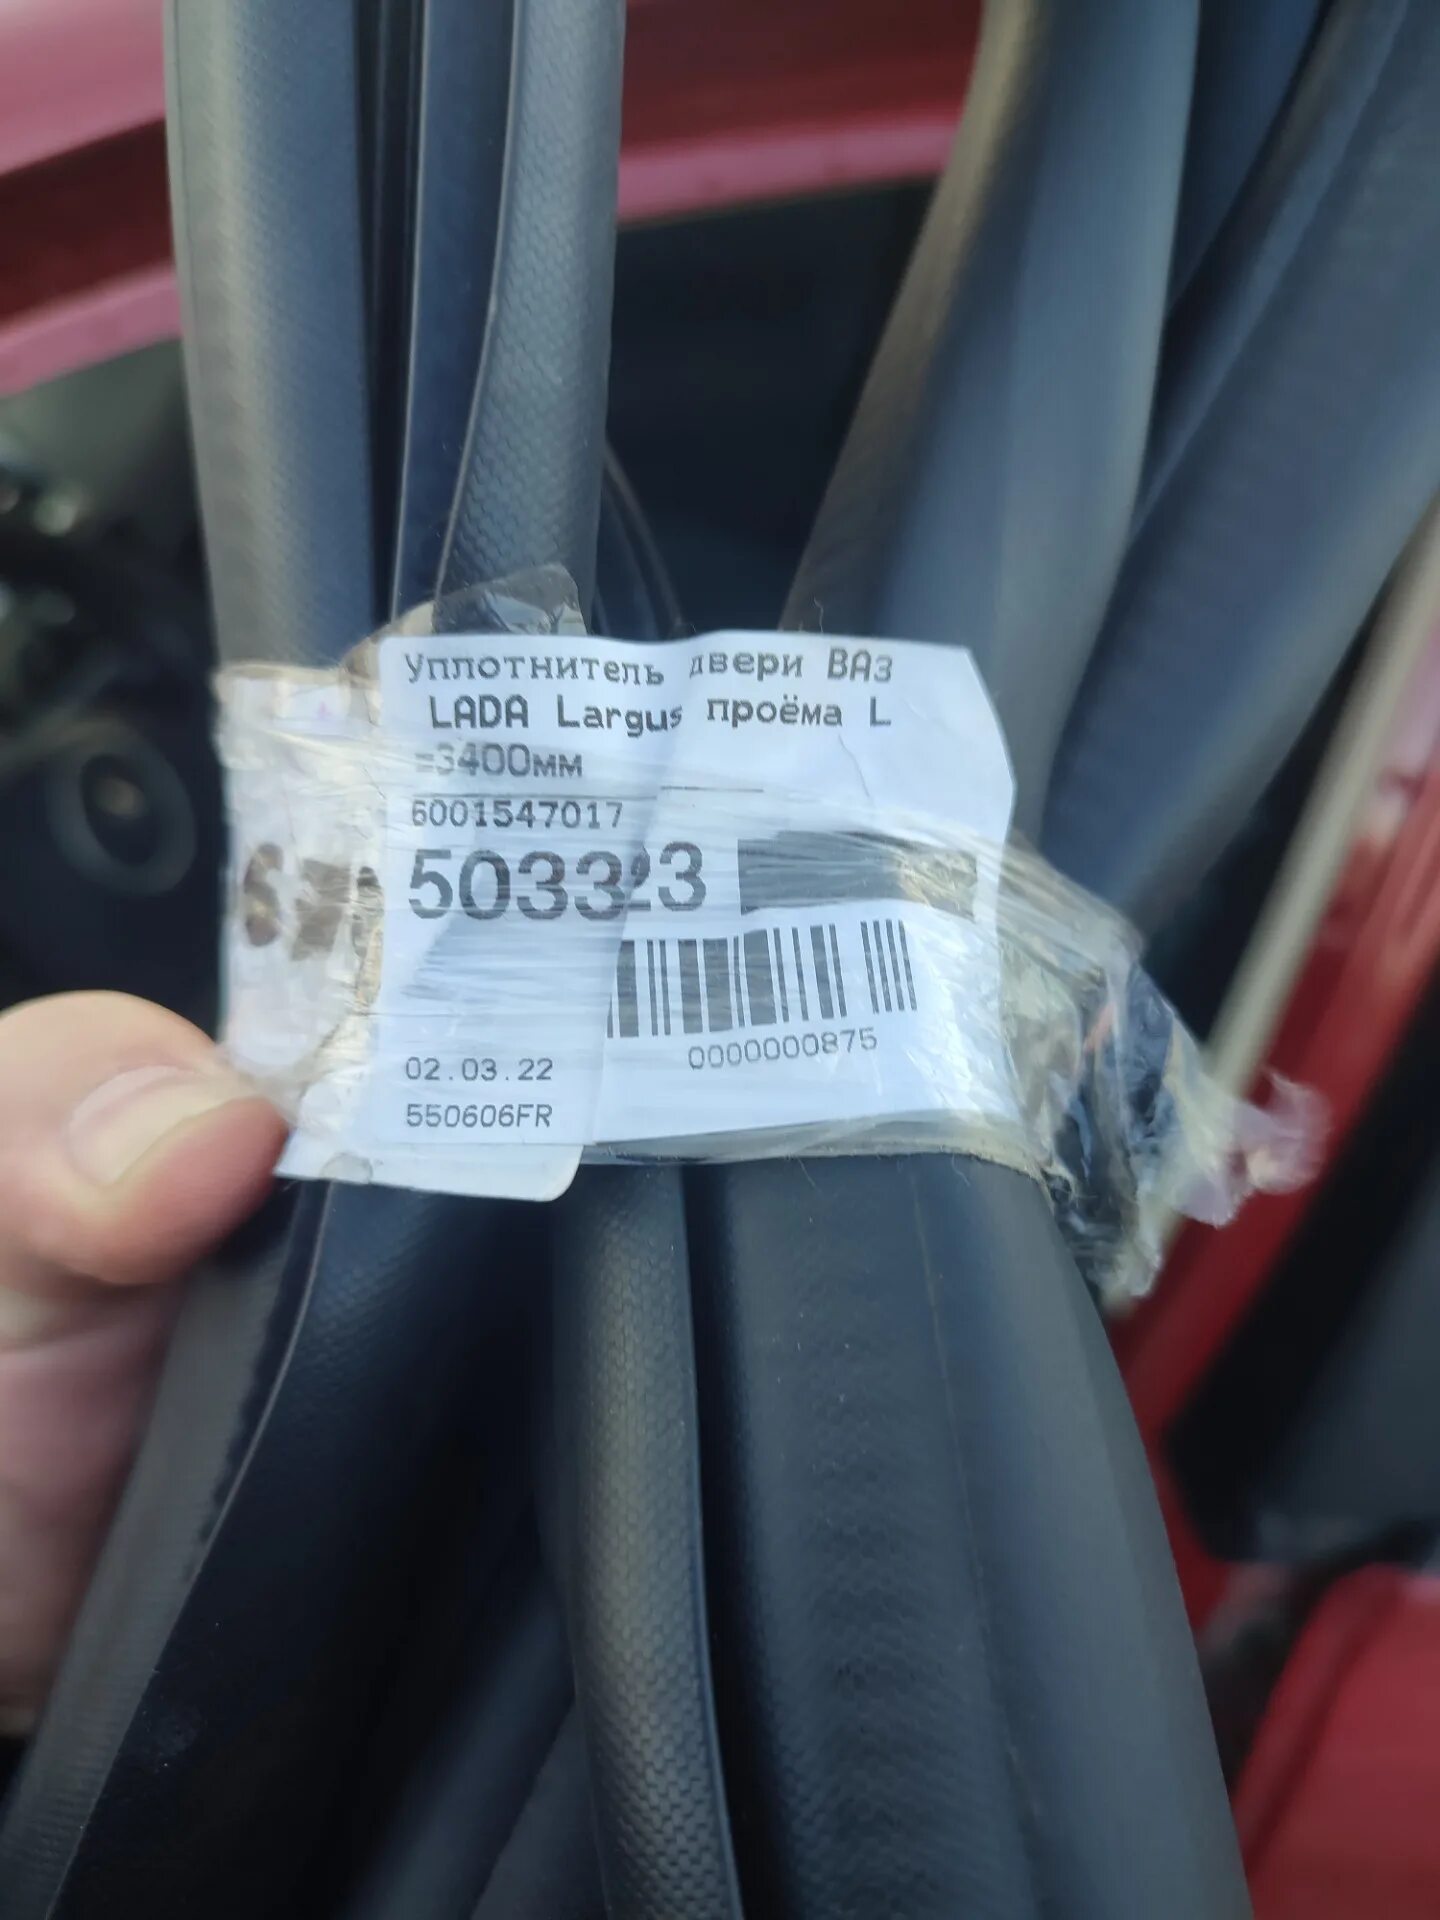 Уплотнитель двери ВАЗ
LADA Largus проёма L
=3400мм
6001547017
503323
0000000875
02.03.22
550606FR